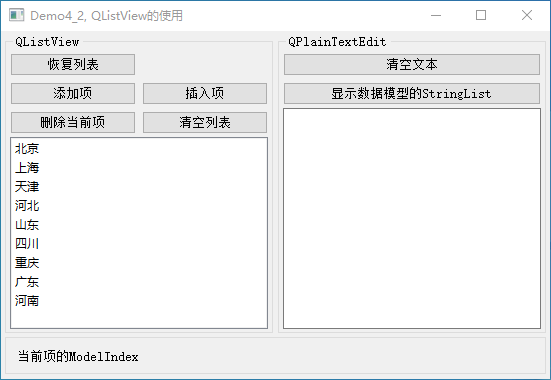 Demo4_2, QListView的使用
QListView
恢复列表
添加项
插入项
删除当前项
清空列表
北京
上海
天津
河北
山东
四川
重庆
广东
河南
QPlainTextEdit
清空文本
显示数据模型的StringList
当前项的ModelIndex